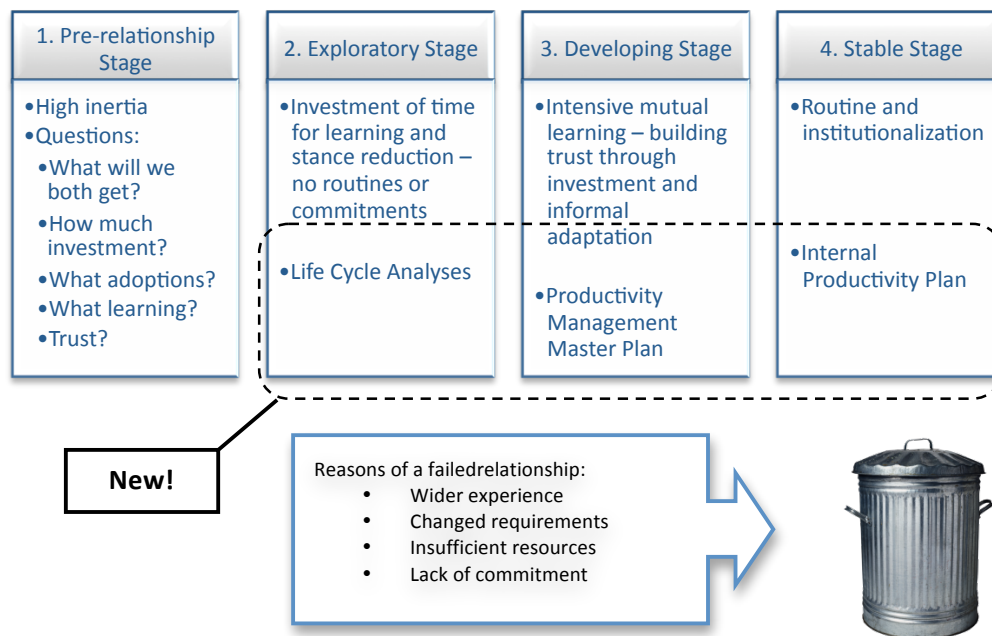 1. Pre-relationship
Stage
•High inertia
•Questions:
•What will we
both get?
•How much
investment?
•What adoptions?
•What learning?
•Trust?
2. Exploratory Stage
•Investment of time
for learning and
stance reduction –
no routines or
commitments
•Life Cycle Analyses
3. Developing Stage
•Intensive mutual
learning – building
trust through
investment and
informal
adaptation
•Productivity
Management
Master Plan
4. Stable Stage
•Routine and
institutionalization
•Internal
Productivity Plan
New!
Reasons of a failedrelationship:
• Wider experience
• Changed requirements
• Insufficient resources
• Lack of commitment